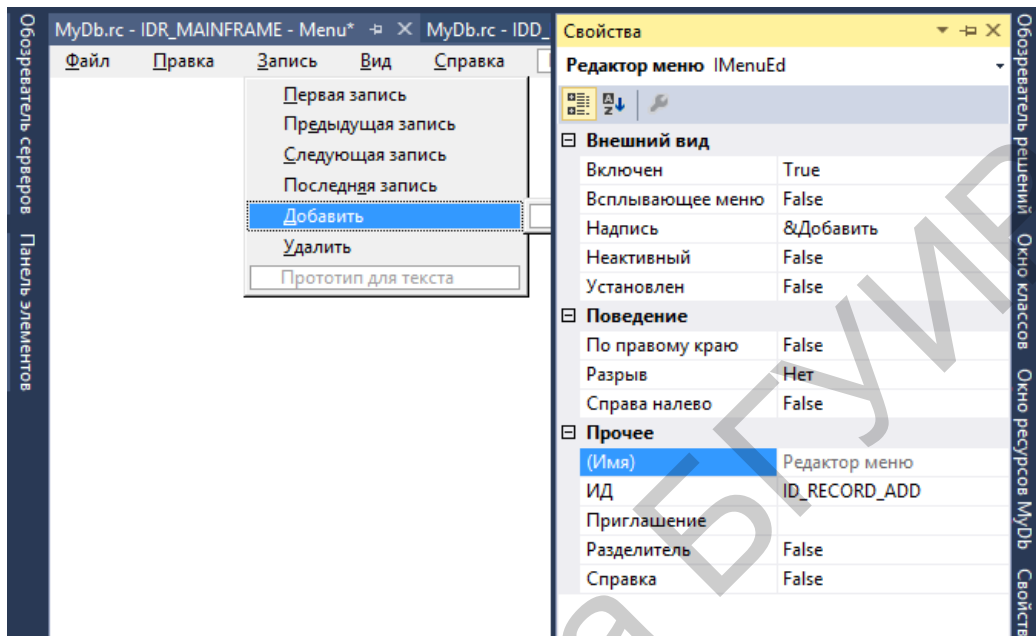 Обозреватель серверов
Панель элементов
MyDb.rc - IDR_MAINFRAME - Menu*
MyDb.rc - IDD_
Файл Правка Запись Вид Справка
Первая запись
Предыдущая запись
Следующая запись
Последняя запись
Добавить
Удалить
Прототип для текста
Свойства
Редактор меню IMenuEd
Внешний вид
Включен True
Всплывающее меню False
Надпись &Добавить
Неактивный False
Установлен False
Поведение
По правому краю False
Разрыв Нет
Справа налево False
Прочее
(Имя) Редактор меню
ИД ID_RECORD_ADD
Приглашение
Разделитель False
Справка False
Обозреватель решений
Окно классов
Окно ресурсов MyDb
Свойств
БГУИР